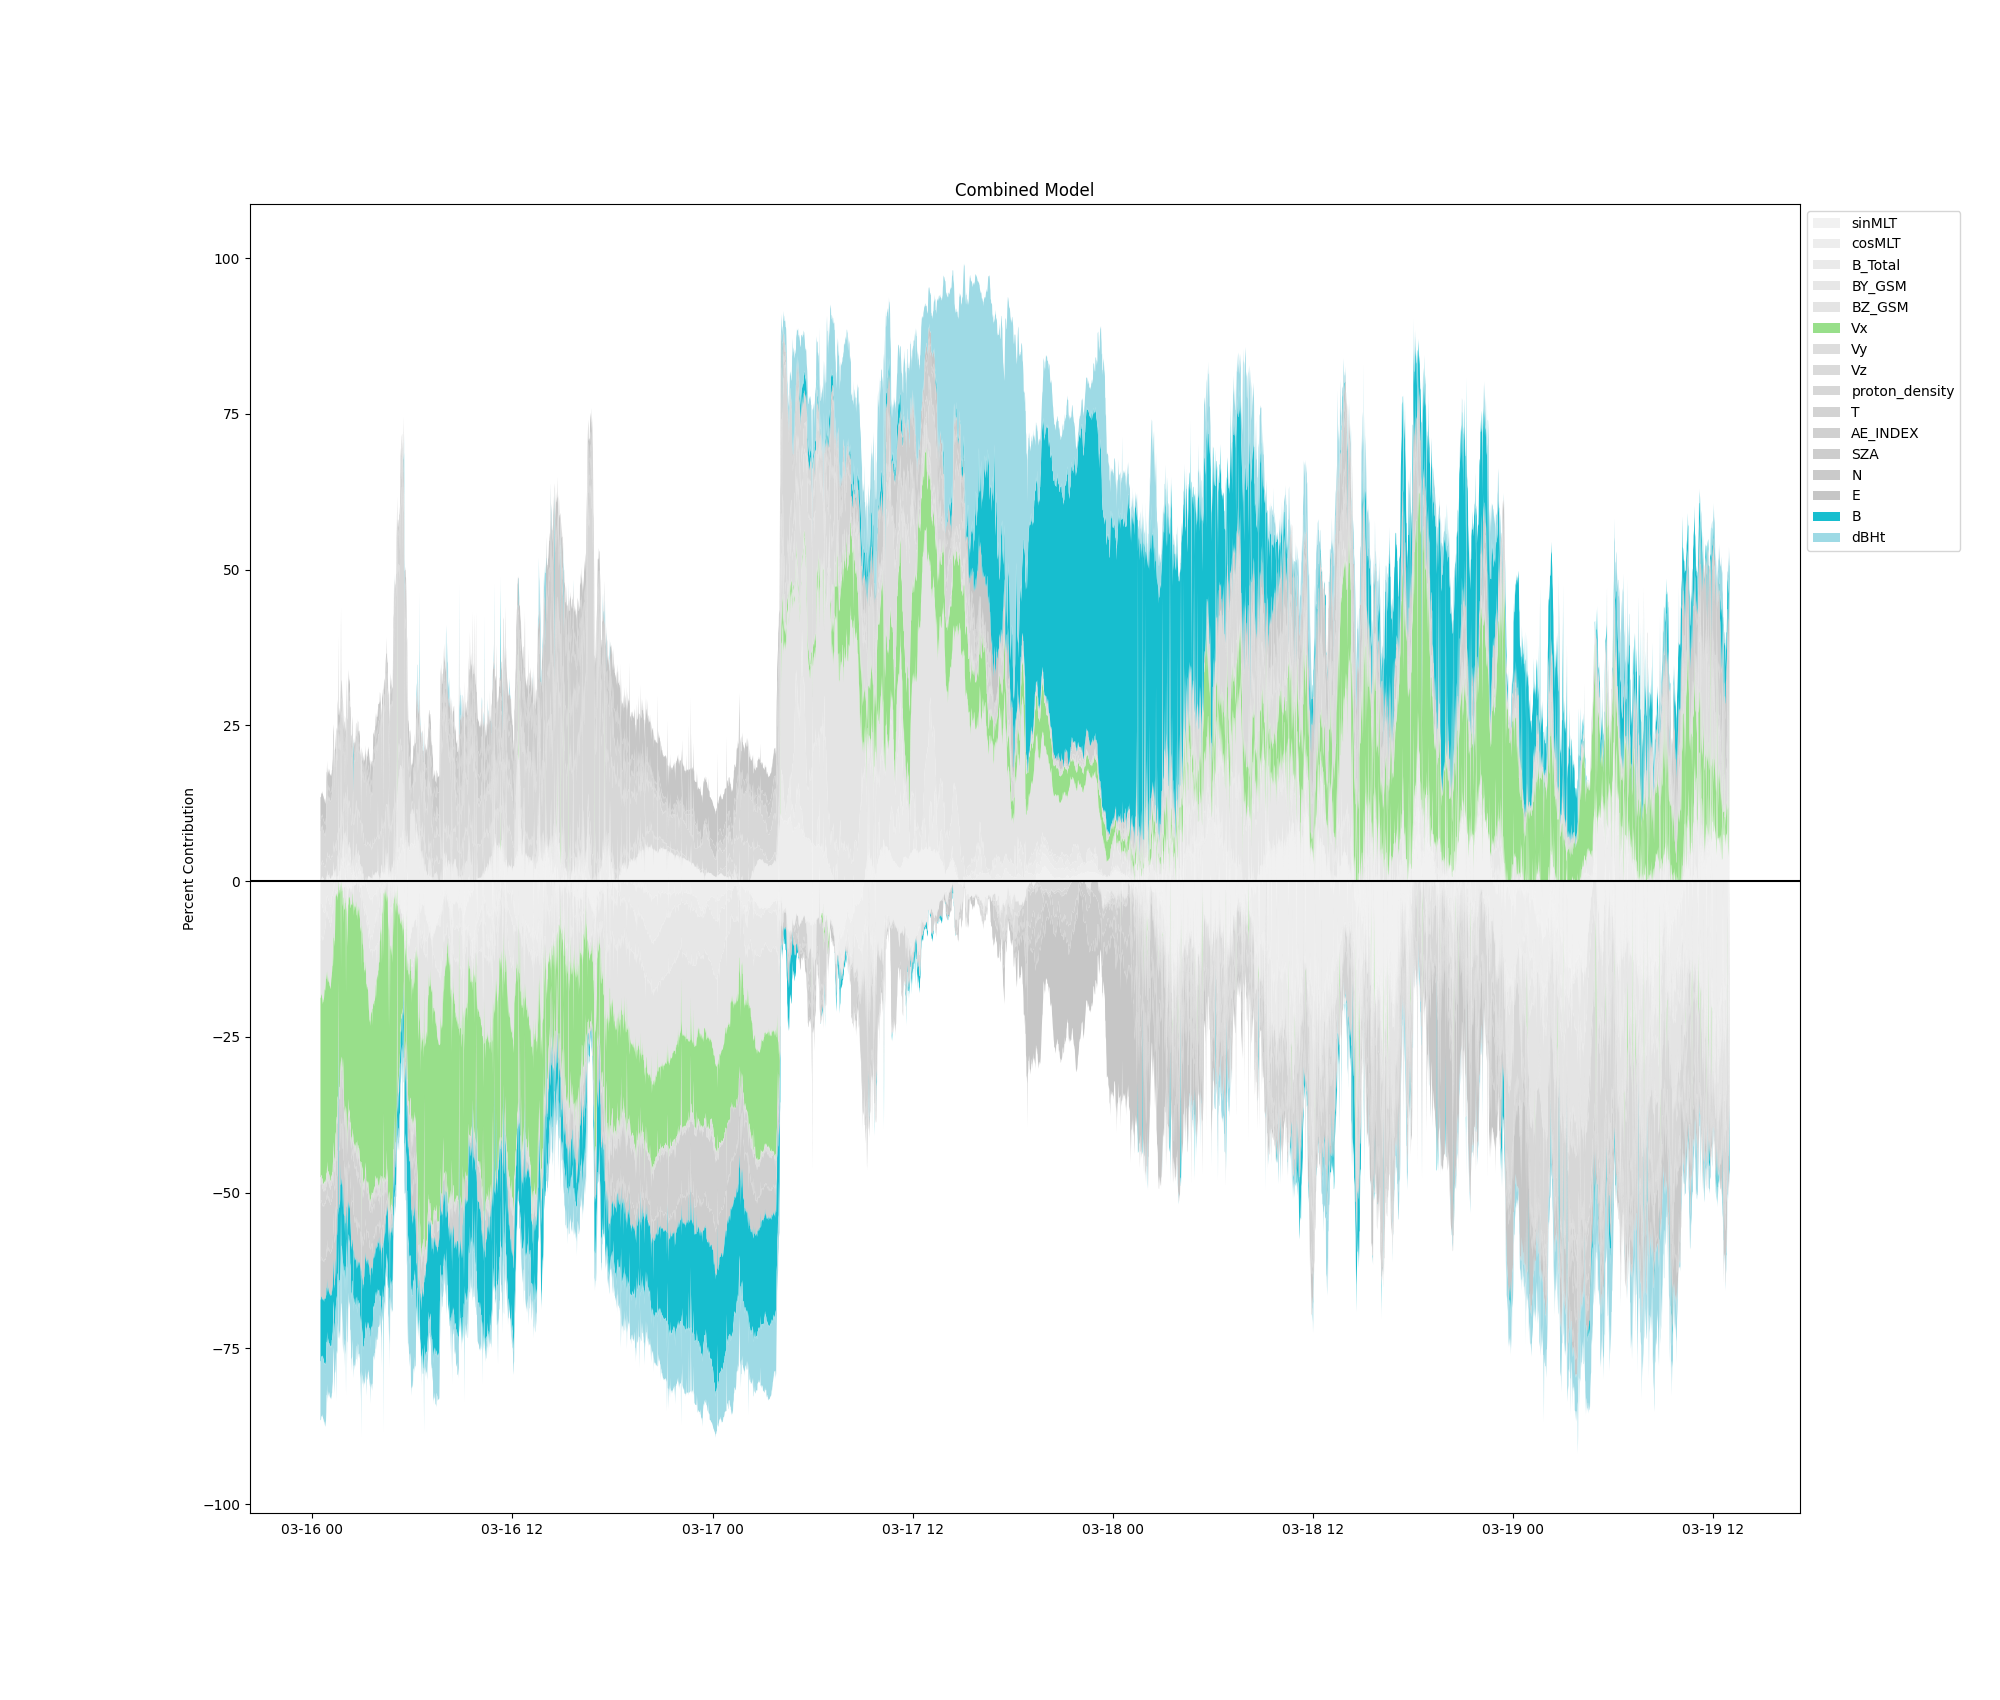 Combined Model
sinMLT
cosMLT
B_Total
BY_GSM
BZ_GSM
Vx
Vy
Vz
proton_density
T
AE_INDEX
SZA
N
E
B
dBHt
Percent Contribution
100
75
50
25
0
−25
−50
−75
−100
03-16 00 03-16 12 03-17 00 03-17 12 03-18 00 03-18 12 03-19 00 03-19 12